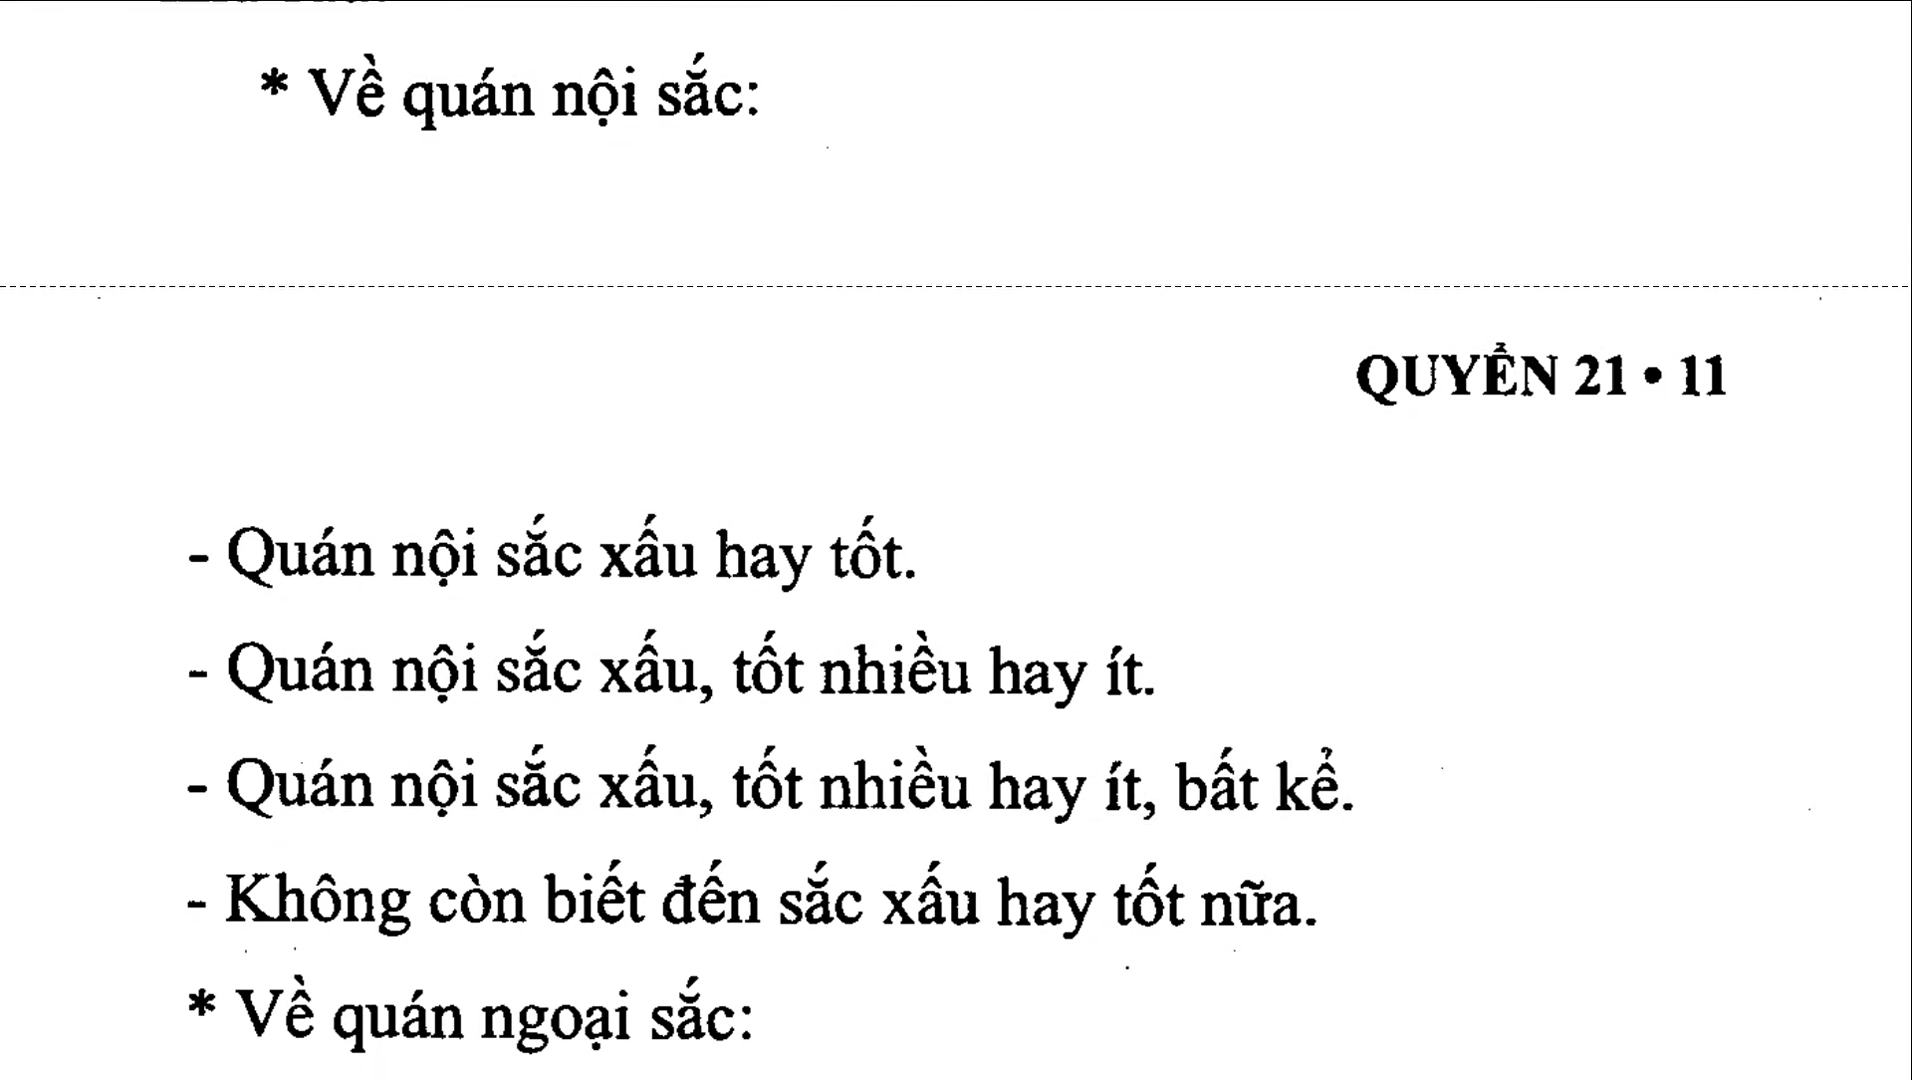 * Về quán nội sắc:
QUYỂN 21 • 11
- Quán nội sắc xấu hay tốt.
- Quán nội sắc xấu, tốt nhiều hay ít.
- Quán nội sắc xấu, tốt nhiều hay ít, bất kể.
- Không còn biết đến sắc xấu hay tốt nữa.
* Về quán ngoại sắc: